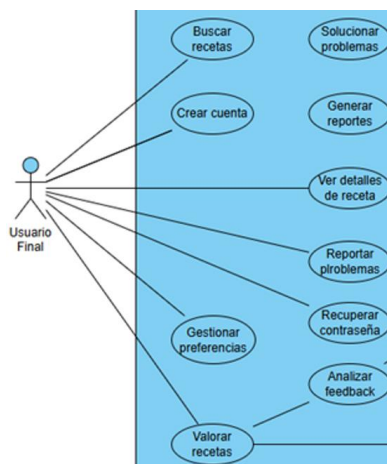 Buscar
recetas
Solucionar
problemas
Crear cuenta
Generar
reportes
Ver detalles
de receta
Usuario
Final
Reportar
plroblemas
Recuperar
contraseña
Gestionar
preferencias
Analizar
feedback
Valorar
recetas